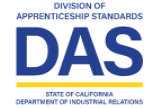 DIVISION OF
APPRENTICESHIP STANDARDS
DAS
STATE OF CALIFORNIA
DEPARTMENT OF INDUSTRIAL RELATIONS